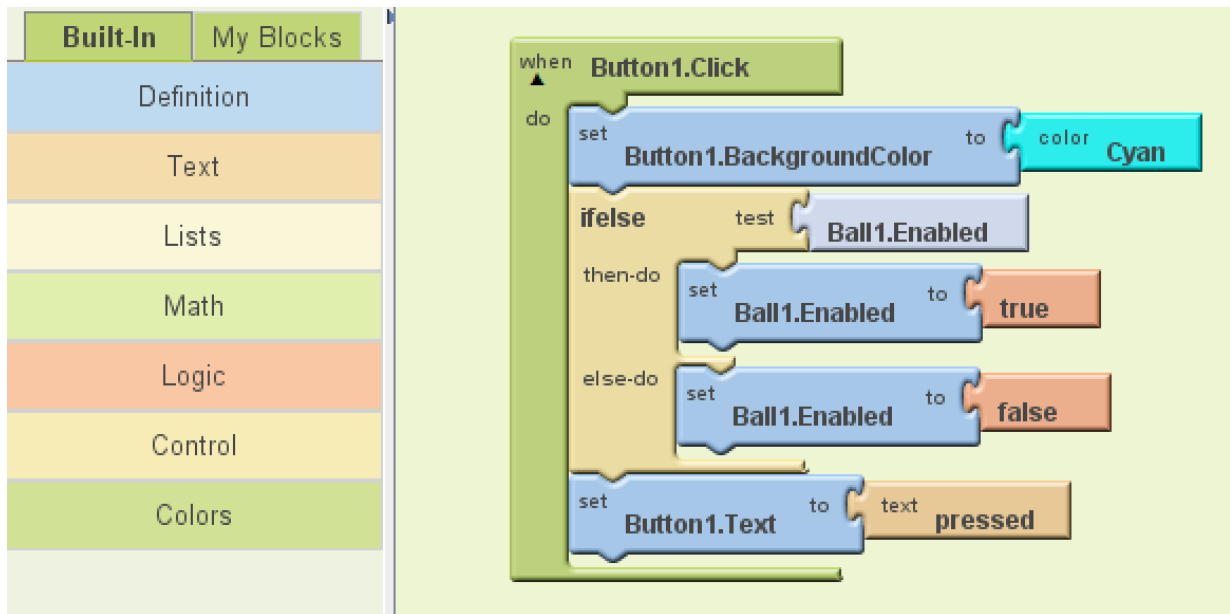 Built-In
My Blocks
Definition
Text
Lists
Math
Logic
Control
Colors
when Button1.Click
do
set Button1.BackgroundColor to color Cyan
ifelse test Ball1.Enabled
then-do set Ball1.Enabled to true
else-do set Ball1.Enabled to false
set Button1.Text to text pressed